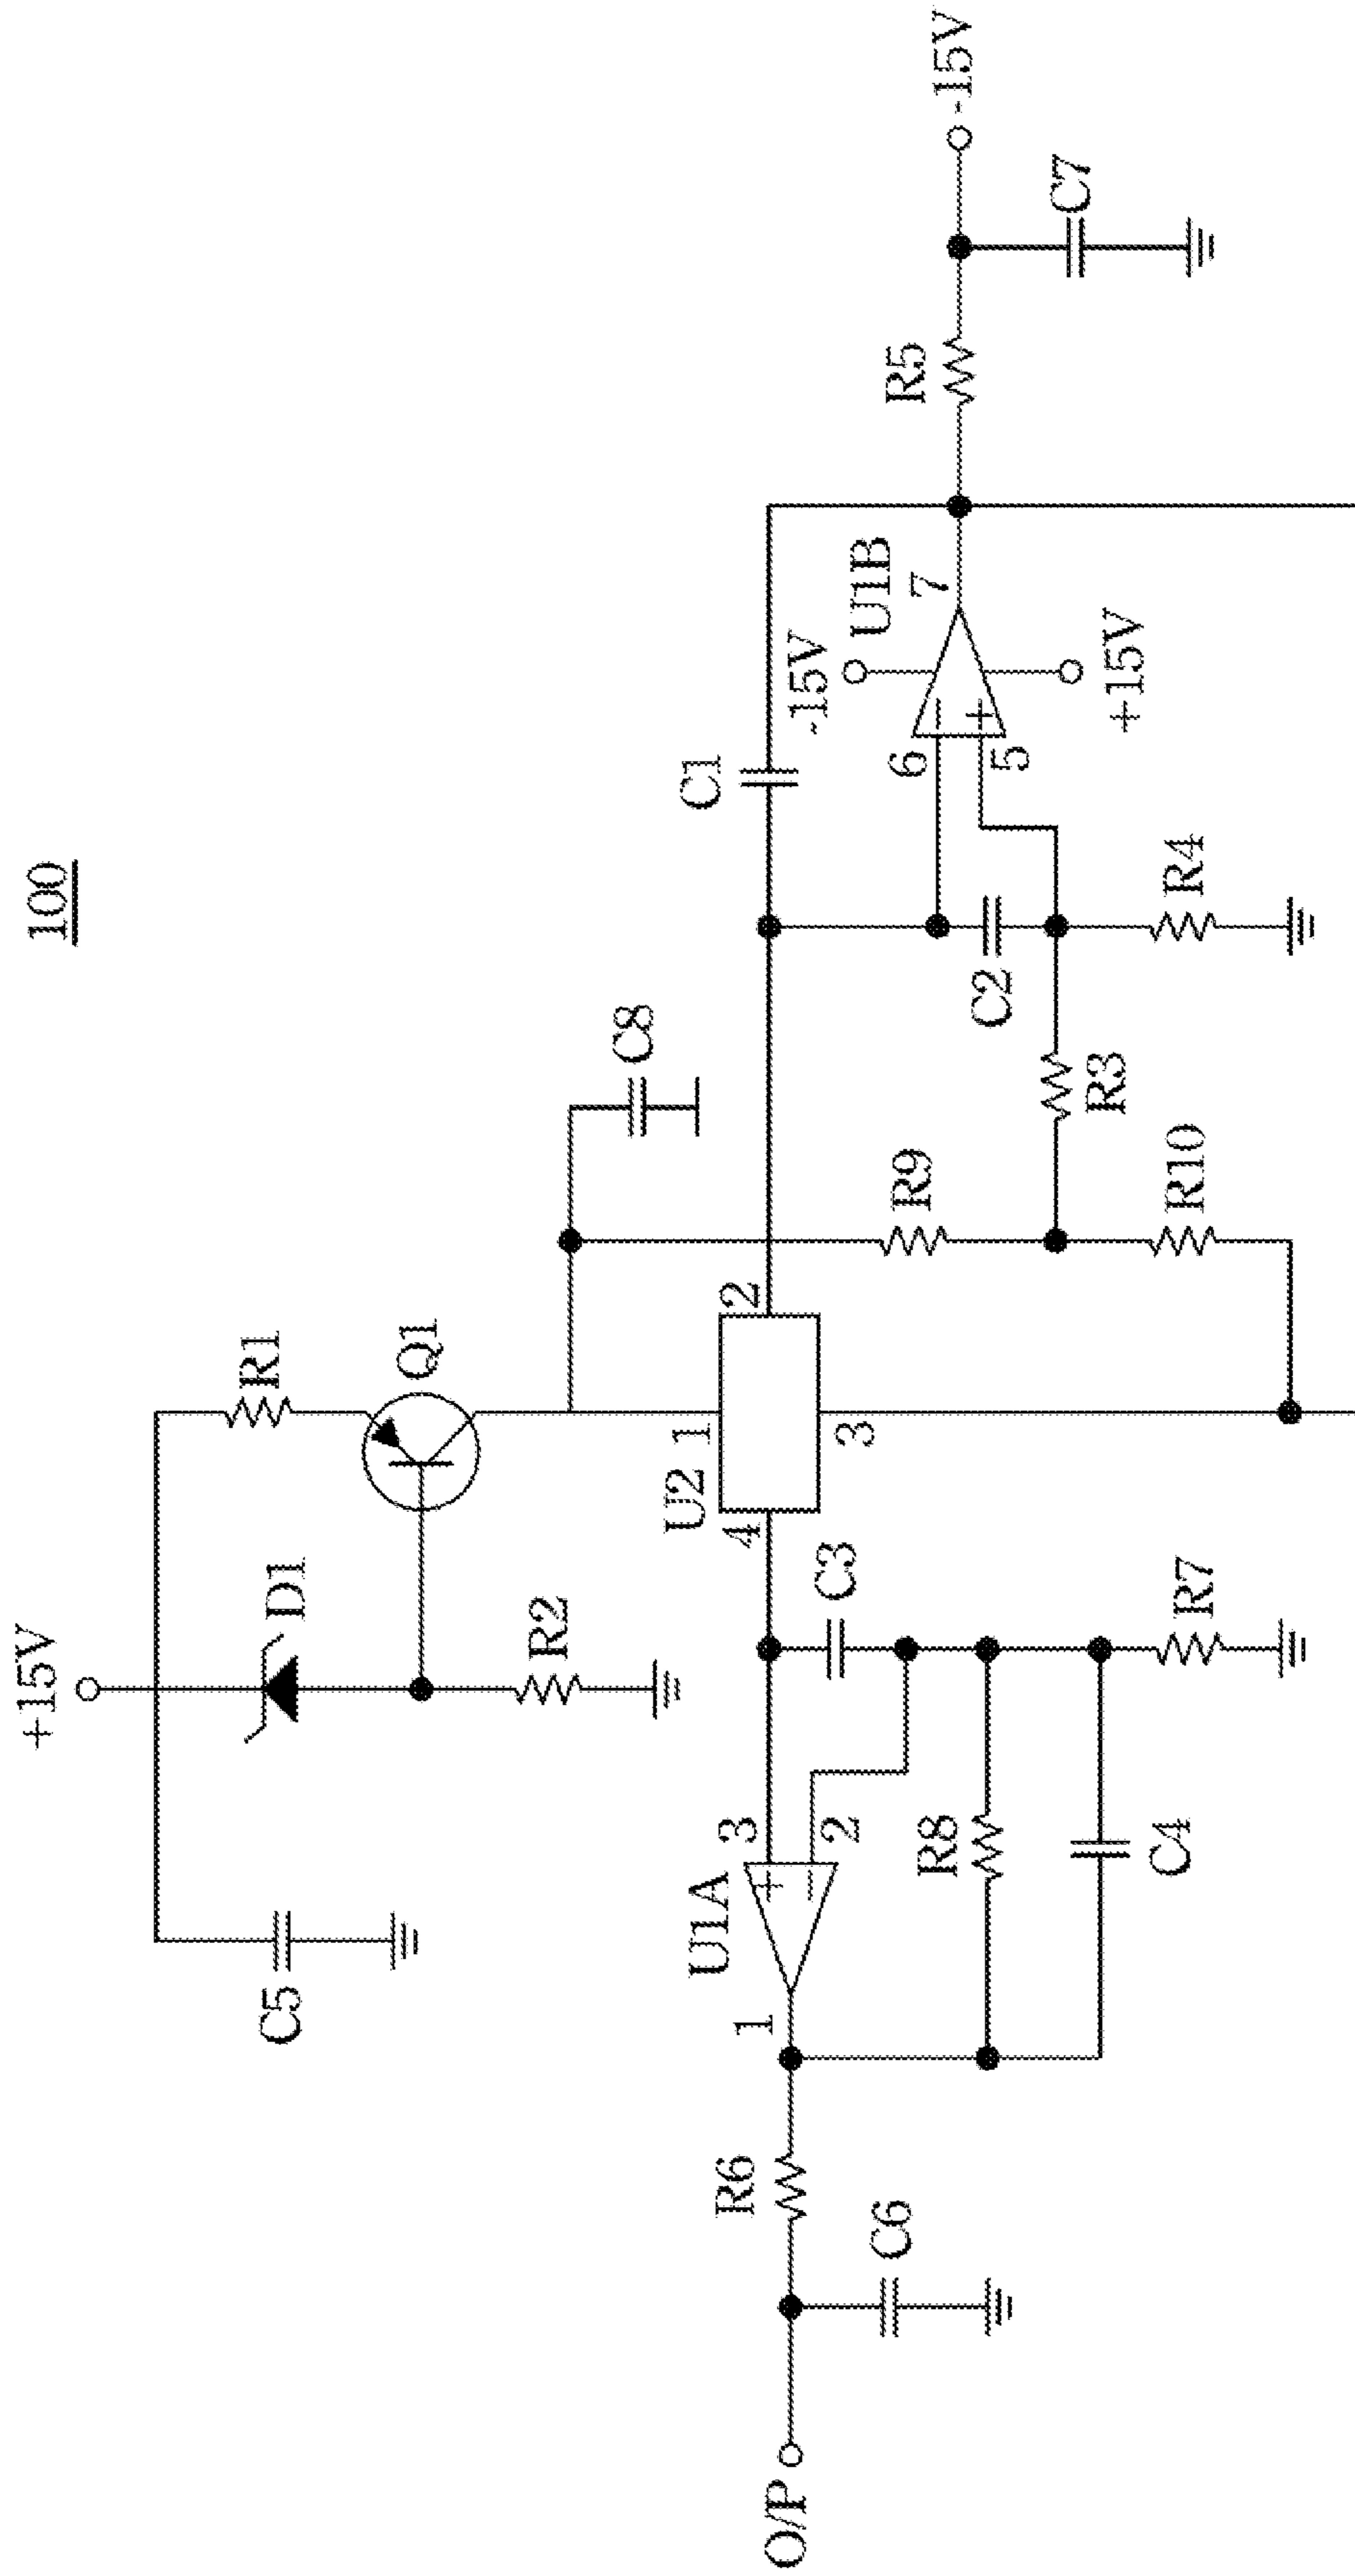 100
+15V
C5
D1
R1
Q1
R2
C8
U2
1
2
3
4
C1
-15V
U1B
7
6
5
+15V
R5
-15V
C7
R9
C2
R3
R4
R10
C3
U1A
3
2
1
R8
R7
C4
R6
C6
O/P